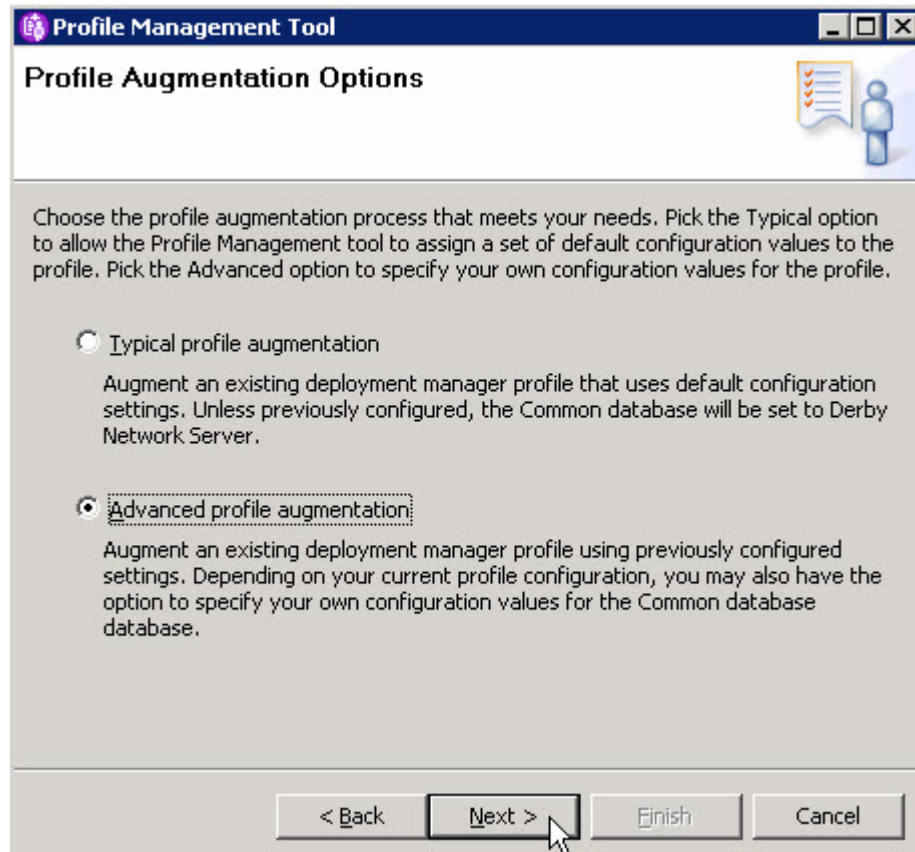 Profile Management Tool
Profile Augmentation Options
Choose the profile augmentation process that meets your needs. Pick the Typical option
to allow the Profile Management tool to assign a set of default configuration values to the
profile. Pick the Advanced option to specify your own configuration values for the profile.
Typical profile augmentation
Augment an existing deployment manager profile that uses default configuration
settings. Unless previously configured, the Common database will be set to Derby
Network Server.
Advanced profile augmentation
Augment an existing deployment manager profile using previously configured
settings. Depending on your current profile configuration, you may also have the
option to specify your own configuration values for the Common database
database.
< Back Next > Finish Cancel